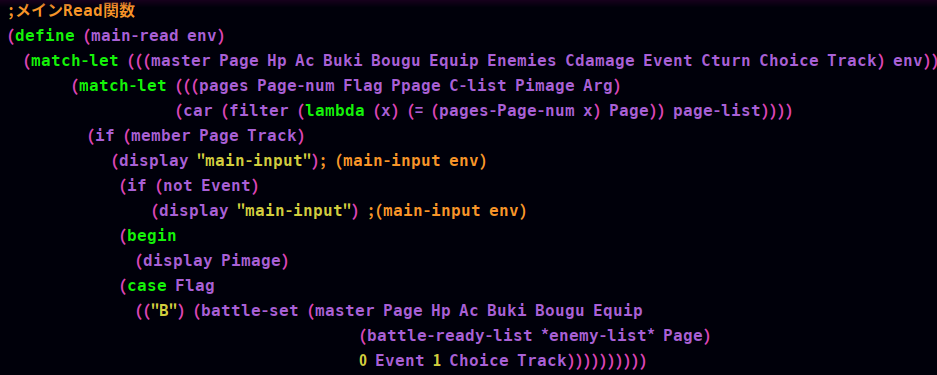 ;メインRead関数
(define (main-read env)
  (match-let (((master Page Hp Ac Buki Bougu Equip Enemies Cdamage Event Cturn Choice Track) env))
        (match-let (((pages Page-num Flag Ppage C-list Pimage Arg)
                     (car (filter (lambda (x) (= (pages-Page-num x) Page)) page-list))))
          (if (member Page Track)
             (display "main-input"); (main-input env)
              (if (not Event)
                  (display "main-input") ;(main-input env)
              (begin
                (display Pimage)
              (case Flag
                (("B") (battle-set (master Page Hp Ac Buki Bougu Equip
                                            (battle-ready-list *enemy-list* Page)
                                            0 Event 1 Choice Track))))))))))